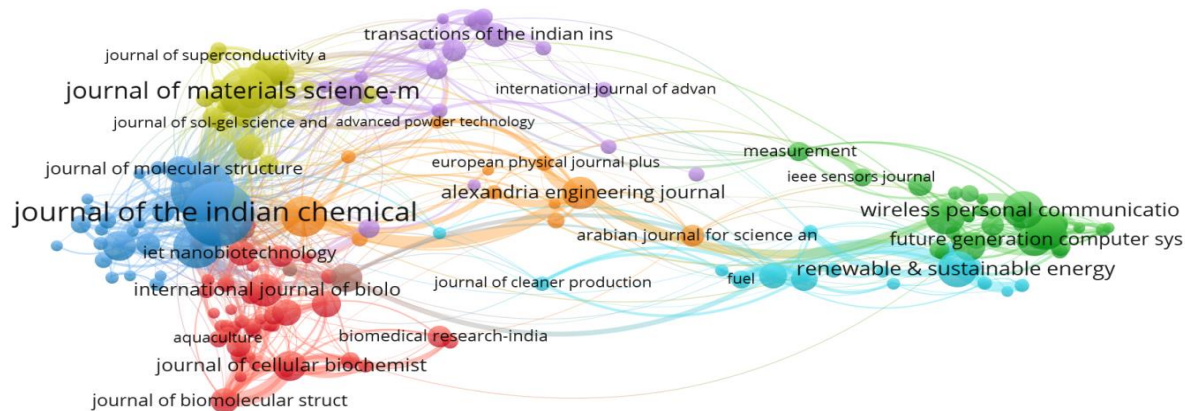 transactions of the indian ins
journal of superconductivity a
journal of materials science-m
international journal of advan
journal of sol-gel science and
advanced powder technology
measurement
european physical journal plus
journal of molecular structure
ieee sensors journal
alexandria engineering journal
journal of the indian chemical
wireless personal communicatio
arabian journal for science an
future generation computer sys
iet nanobiotechnology
renewable & sustainable energy
fuel
journal of cleaner production
international journal of biolo
aquaculture
biomedical research-india
journal of cellular biochemist
journal of biomolecular struct